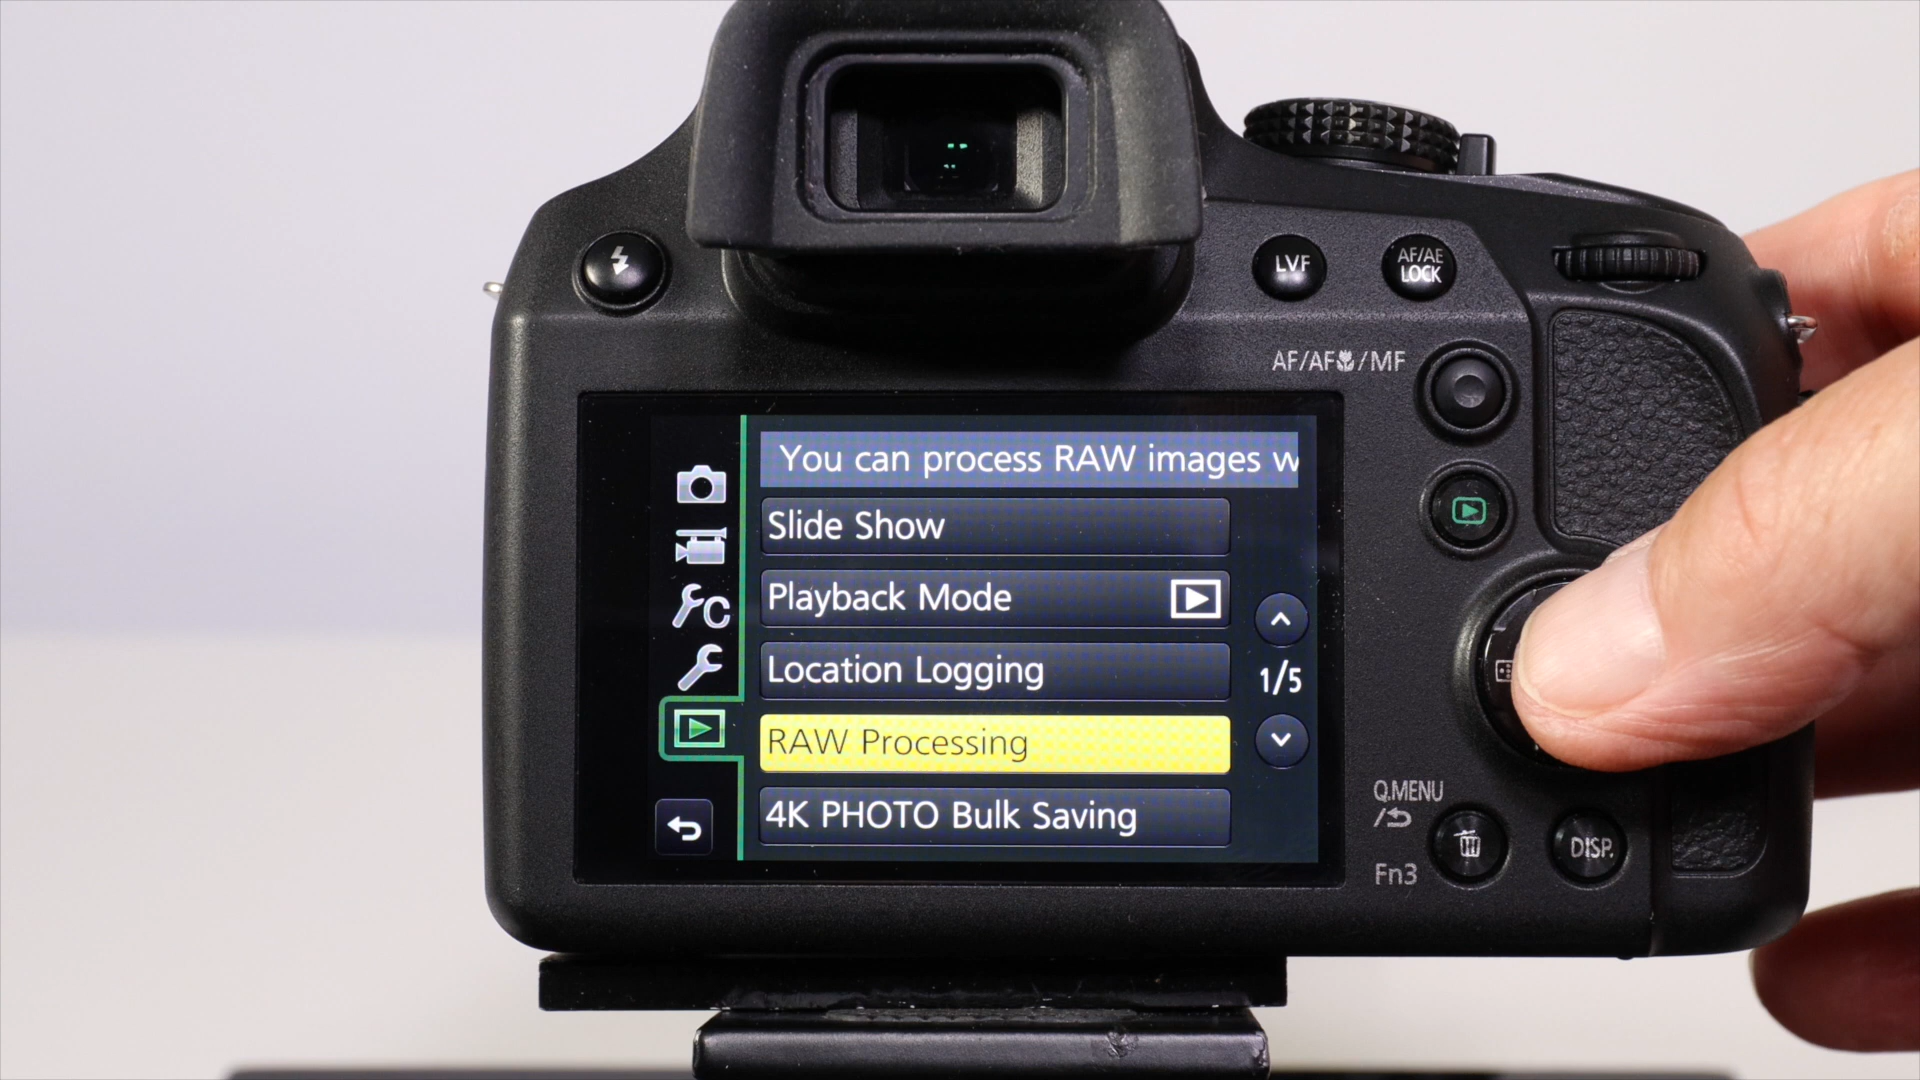 LVF
AF/AE
LOCK
AF/AF /MF
You can process RAW images w
Slide Show
Playback Mode
Location Logging
1/5
RAW Processing
4K PHOTO Bulk Saving
C
Q.MENU
/
Fn3
DISP.